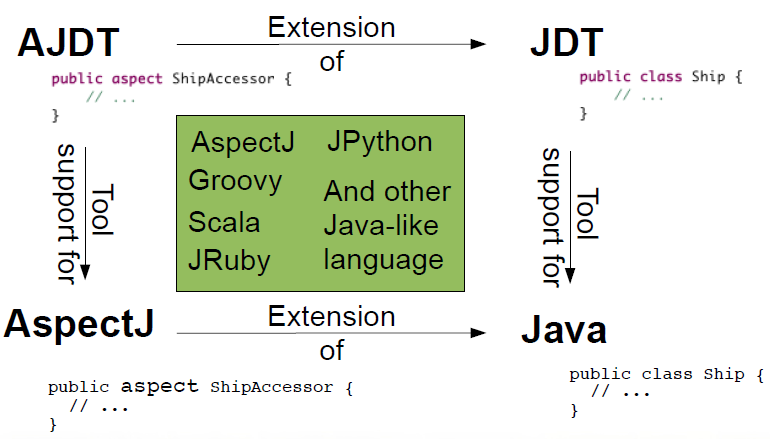 AJDT
Extension
of
JDT
public aspect ShipAccessor {
// ...
}
public class Ship {
// ...
}
Tool
support for
AspectJ
Groovy
Scala
JRuby
JPython
And other
Java-like
language
Tool
support for
AspectJ
Extension
of
Java
public aspect ShipAccessor {
// ...
}
public class Ship {
// ...
}